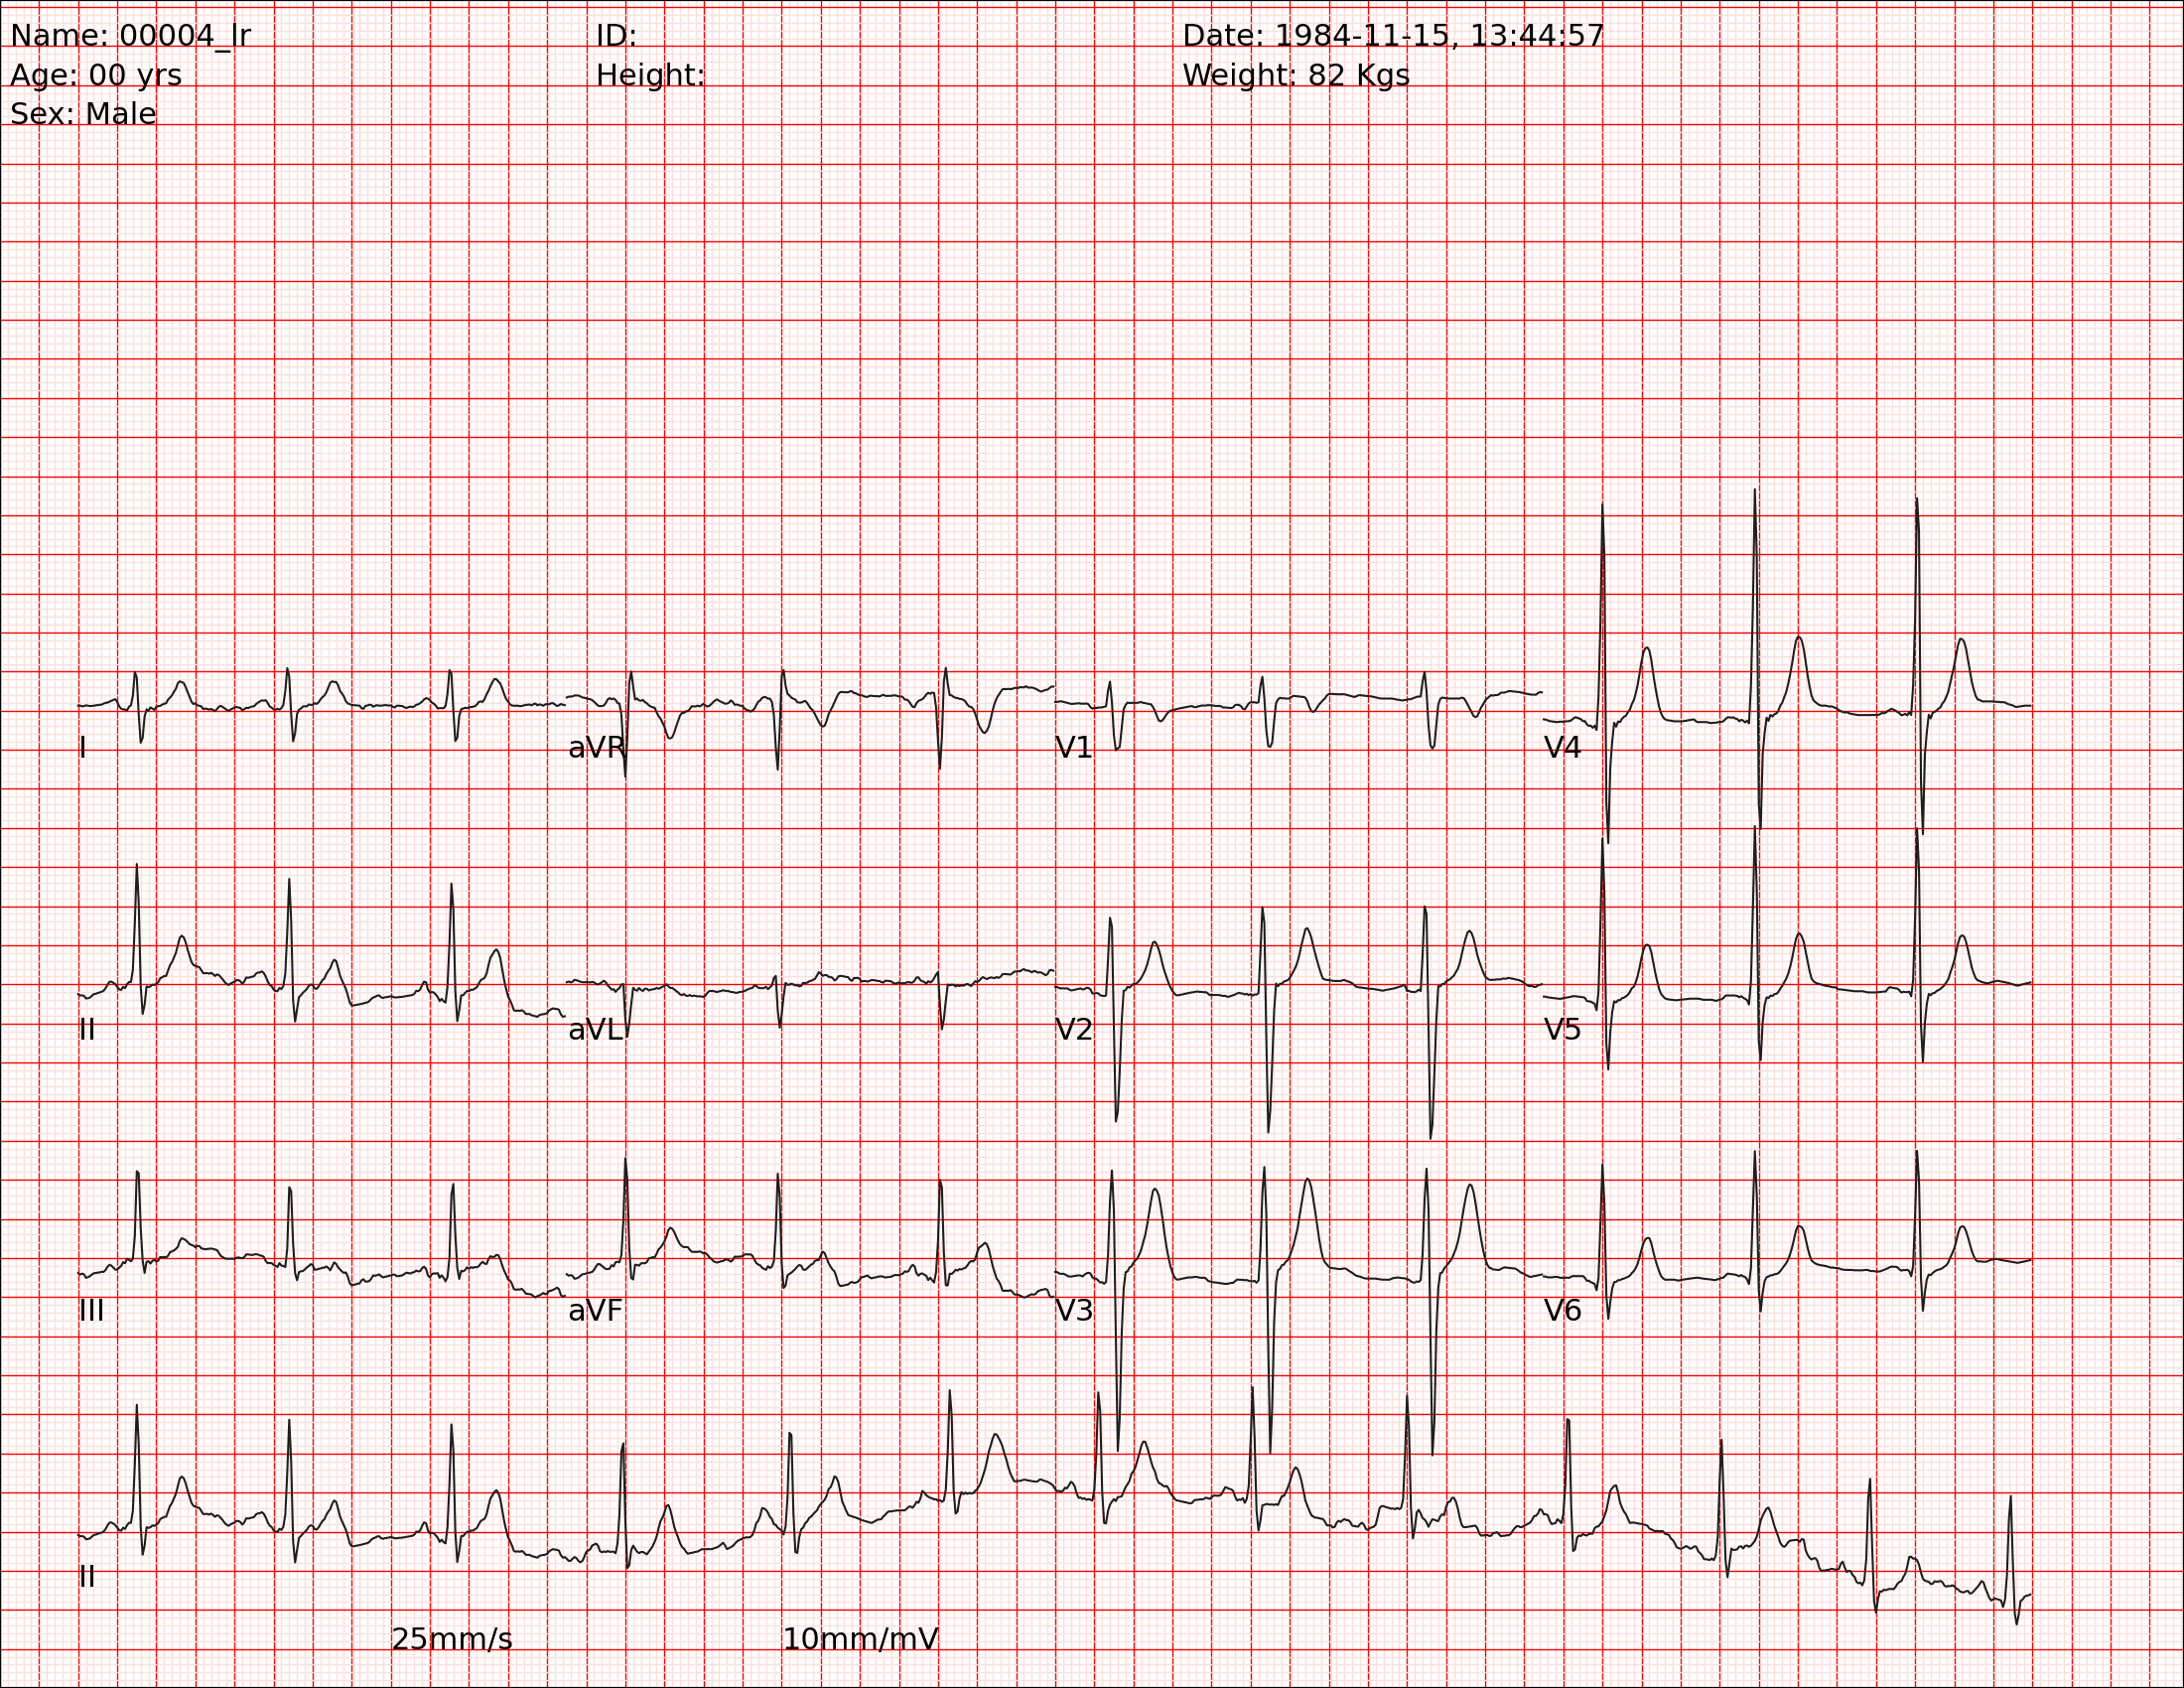 Name: 00004_lr ID: Date: 1984-11-15, 13:44:57
Age: 00 yrs Height: Weight: 82 Kgs
Sex: Male
I aVR V1 V4
II aVL V2 V5
III aVF V3 V6
II
25mm/s 10mm/mV